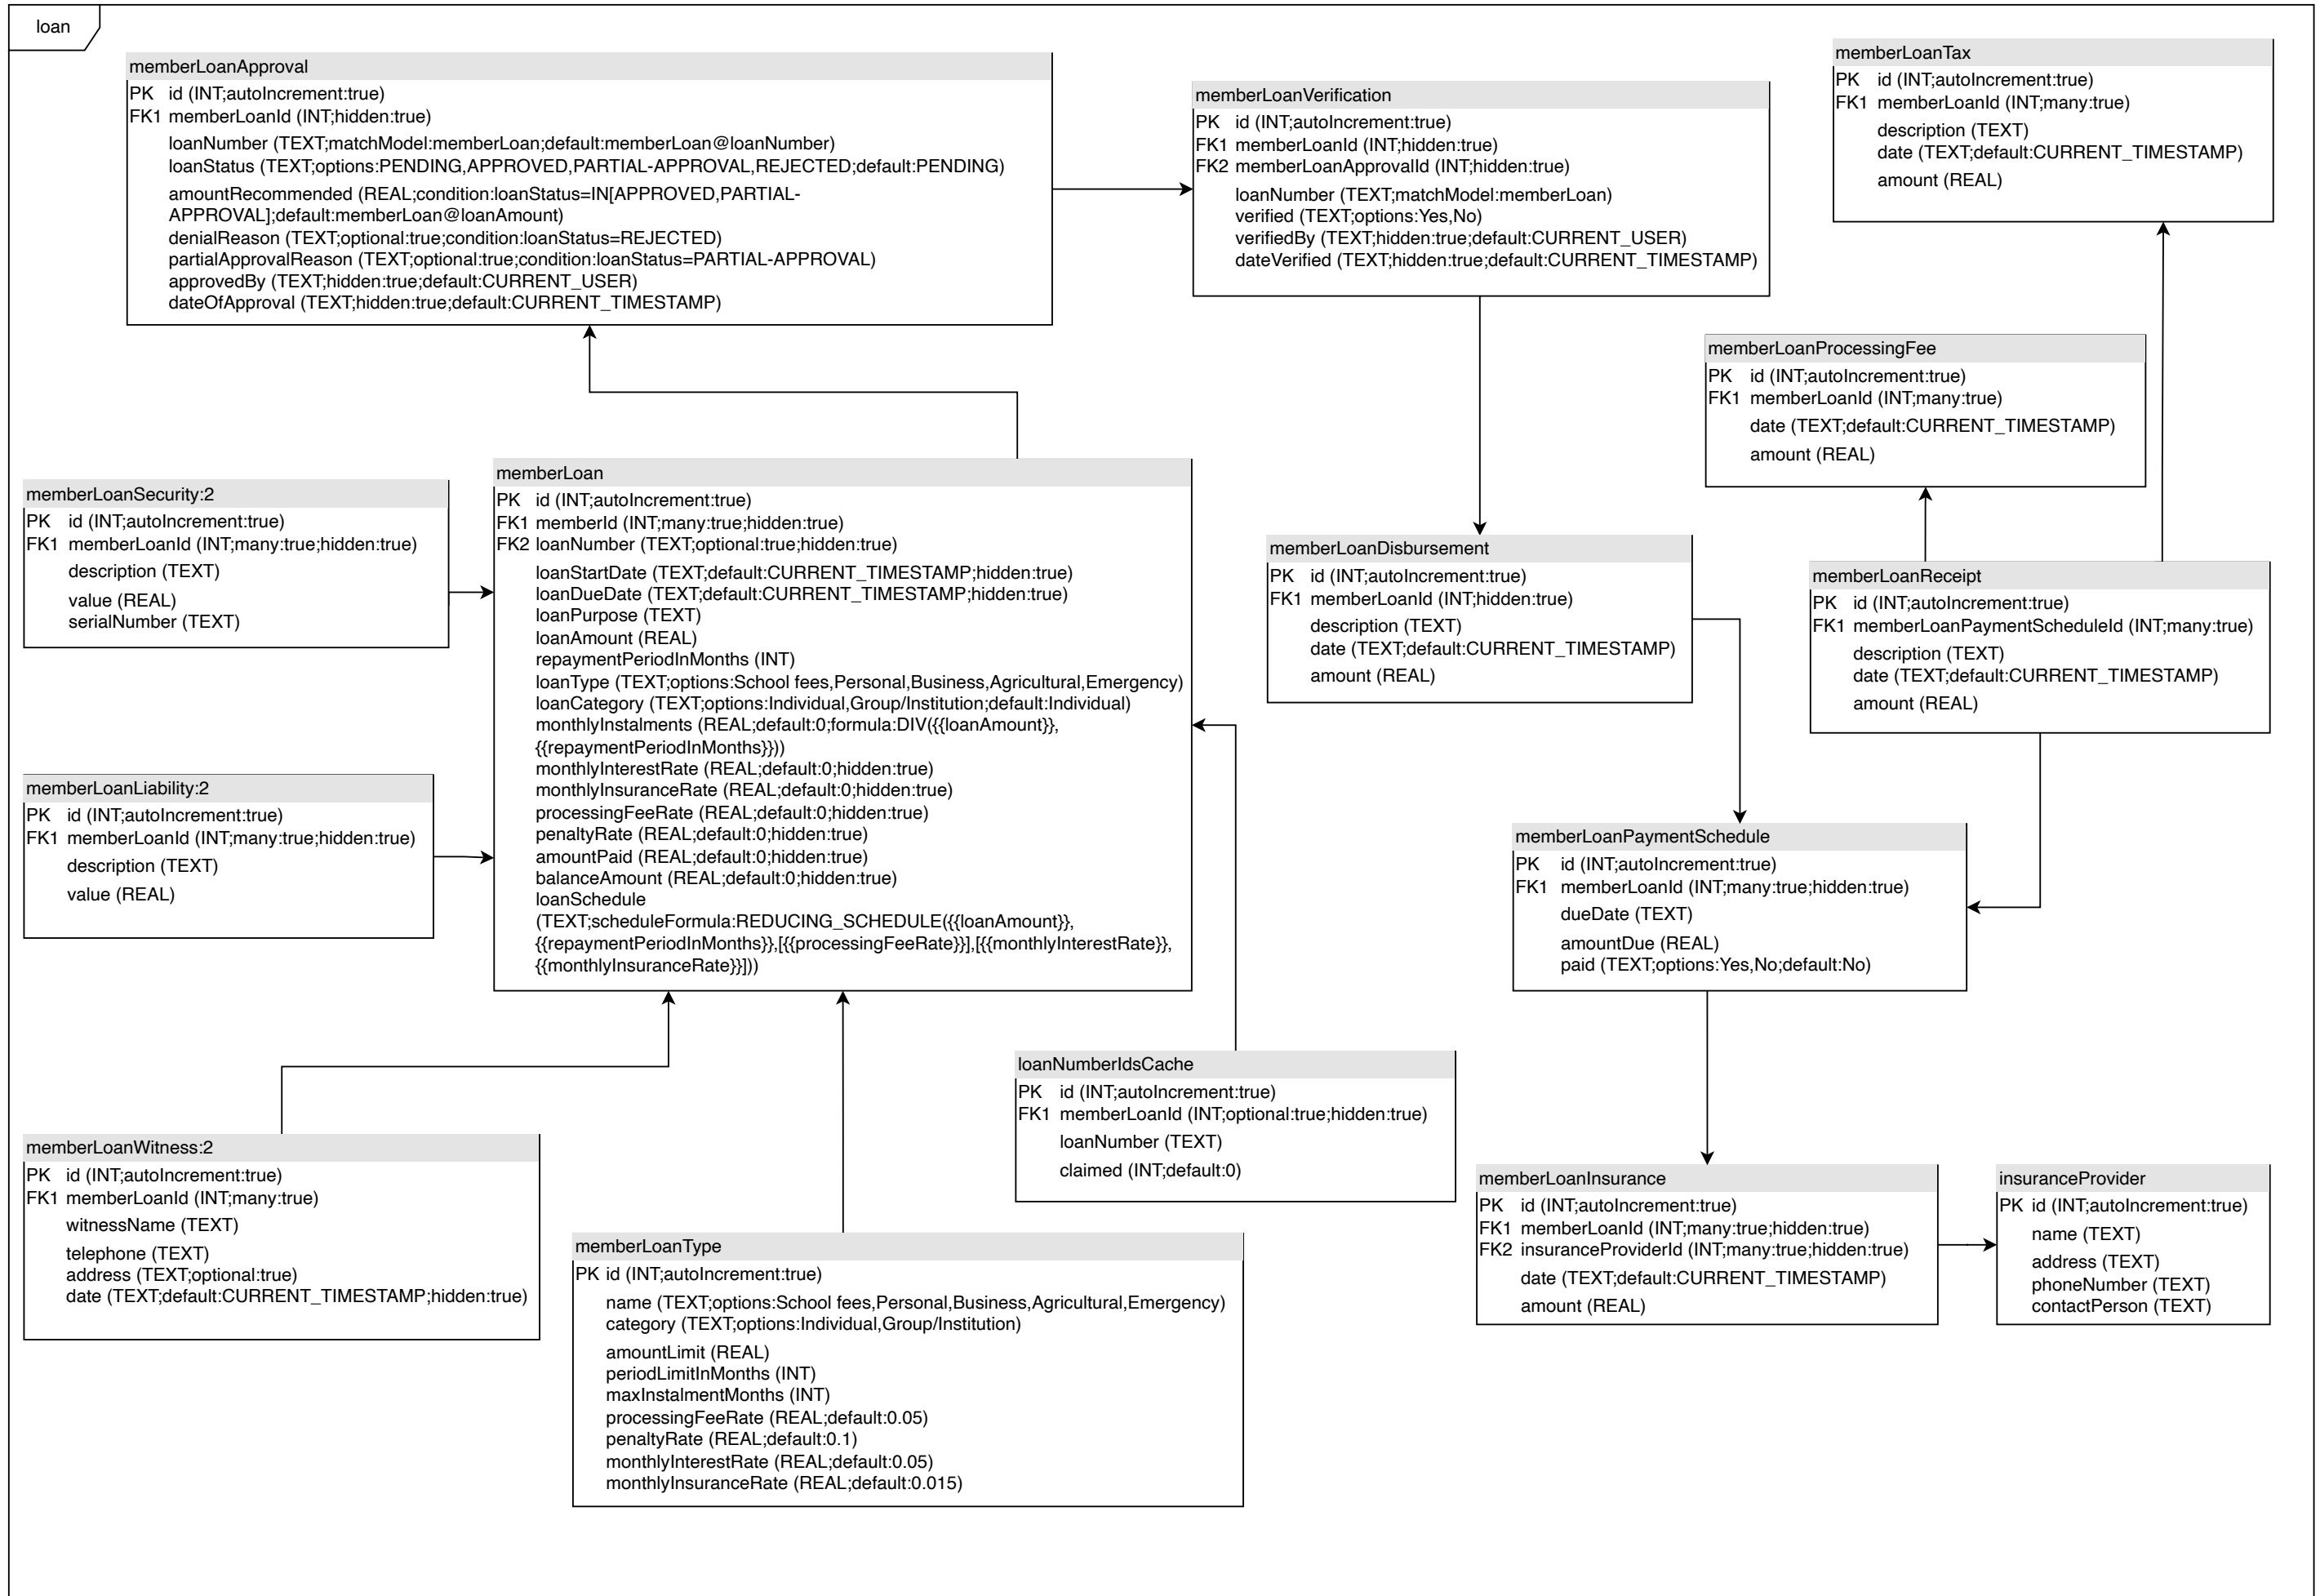 loan
memberLoanApproval
PK id (INT;autoIncrement:true)
FK1 memberLoanId (INT;hidden:true)
loanNumber (TEXT;matchModel:memberLoan;default:memberLoan@loanNumber)
loanStatus (TEXT;options:PENDING,APPROVED,PARTIAL-APPROVAL,REJECTED;default:PENDING)
amountRecommended (REAL;condition:loanStatus=IN[APPROVED,PARTIAL-
APPROVAL];default:memberLoan@loanAmount)
denialReason (TEXT;optional:true;condition:loanStatus=REJECTED)
partialApprovalReason (TEXT;optional:true;condition:loanStatus=PARTIAL-APPROVAL)
approvedBy (TEXT;hidden:true;default:CURRENT_USER)
dateOfApproval (TEXT;hidden:true;default:CURRENT_TIMESTAMP)
memberLoanVerification
PK id (INT;autoIncrement:true)
FK1 memberLoanId (INT;hidden:true)
FK2 memberLoanApprovalId (INT;hidden:true)
loanNumber (TEXT;matchModel:memberLoan)
verified (TEXT;options:Yes,No)
verifiedBy (TEXT;hidden:true;default:CURRENT_USER)
dateVerified (TEXT;hidden:true;default:CURRENT_TIMESTAMP)
memberLoanTax
PK id (INT;autoIncrement:true)
FK1 memberLoanId (INT;many:true)
description (TEXT)
date (TEXT;default:CURRENT_TIMESTAMP)
amount (REAL)
memberLoanProcessingFee
PK id (INT;autoIncrement:true)
FK1 memberLoanId (INT;many:true)
date (TEXT;default:CURRENT_TIMESTAMP)
amount (REAL)
memberLoanSecurity:2
PK id (INT;autoIncrement:true)
FK1 memberLoanId (INT;many:true;hidden:true)
description (TEXT)
value (REAL)
serialNumber (TEXT)
memberLoan
PK id (INT;autoIncrement:true)
FK1 memberId (INT;many:true;hidden:true)
FK2 loanNumber (TEXT;optional:true;hidden:true)
loanStartDate (TEXT;default:CURRENT_TIMESTAMP;hidden:true)
loanDueDate (TEXT;default:CURRENT_TIMESTAMP;hidden:true)
loanPurpose (TEXT)
loanAmount (REAL)
repaymentPeriodInMonths (INT)
loanType (TEXT;options:School fees,Personal,Business,Agricultural,Emergency)
loanCategory (TEXT;options:Individual,Group/Institution;default:Individual)
monthlyInstalments (REAL;default:0;formula:DIV({{loanAmount}},
{{repaymentPeriodInMonths}}))
monthlyInterestRate (REAL;default:0;hidden:true)
monthlyInsuranceRate (REAL;default:0;hidden:true)
processingFeeRate (REAL;default:0;hidden:true)
penaltyRate (REAL;default:0;hidden:true)
amountPaid (REAL;default:0;hidden:true)
balanceAmount (REAL;default:0;hidden:true)
loanSchedule
(TEXT;scheduleFormula:REDUCING_SCHEDULE({{loanAmount}},
{{repaymentPeriodInMonths}},[{{processingFeeRate}}],[{{monthlyInterestRate}},
{{monthlyInsuranceRate}}]))
memberLoanDisbursement
PK id (INT;autoIncrement:true)
FK1 memberLoanId (INT;hidden:true)
description (TEXT)
date (TEXT;default:CURRENT_TIMESTAMP)
amount (REAL)
memberLoanReceipt
PK id (INT;autoIncrement:true)
FK1 memberLoanPaymentScheduleId (INT;many:true)
description (TEXT)
date (TEXT;default:CURRENT_TIMESTAMP)
amount (REAL)
memberLoanLiability:2
PK id (INT;autoIncrement:true)
FK1 memberLoanId (INT;many:true;hidden:true)
description (TEXT)
value (REAL)
memberLoanPaymentSchedule
PK id (INT;autoIncrement:true)
FK1 memberLoanId (INT;many:true;hidden:true)
dueDate (TEXT)
amountDue (REAL)
paid (TEXT;options:Yes,No;default:No)
loanNumberIdsCache
PK id (INT;autoIncrement:true)
FK1 memberLoanId (INT;optional:true;hidden:true)
loanNumber (TEXT)
claimed (INT;default:0)
memberLoanWitness:2
PK id (INT;autoIncrement:true)
FK1 memberLoanId (INT;many:true)
witnessName (TEXT)
telephone (TEXT)
address (TEXT;optional:true)
date (TEXT;default:CURRENT_TIMESTAMP;hidden:true)
memberLoanType
PK id (INT;autoIncrement:true)
name (TEXT;options:School fees,Personal,Business,Agricultural,Emergency)
category (TEXT;options:Individual,Group/Institution)
amountLimit (REAL)
periodLimitInMonths (INT)
maxInstalmentMonths (INT)
processingFeeRate (REAL;default:0.05)
penaltyRate (REAL;default:0.1)
monthlyInterestRate (REAL;default:0.05)
monthlyInsuranceRate (REAL;default:0.015)
memberLoanInsurance
PK id (INT;autoIncrement:true)
FK1 memberLoanId (INT;many:true;hidden:true)
FK2 insuranceProviderId (INT;many:true;hidden:true)
date (TEXT;default:CURRENT_TIMESTAMP)
amount (REAL)
insuranceProvider
PK id (INT;autoIncrement:true)
name (TEXT)
address (TEXT)
phoneNumber (TEXT)
contactPerson (TEXT)